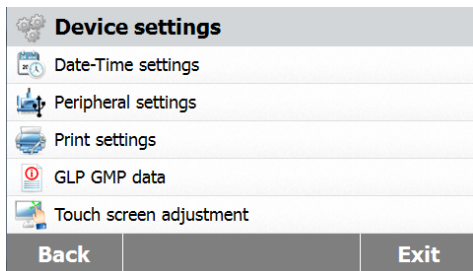 Device settings
Date-Time settings
Peripheral settings
Print settings
GLP GMP data
Touch screen adjustment
Back Exit